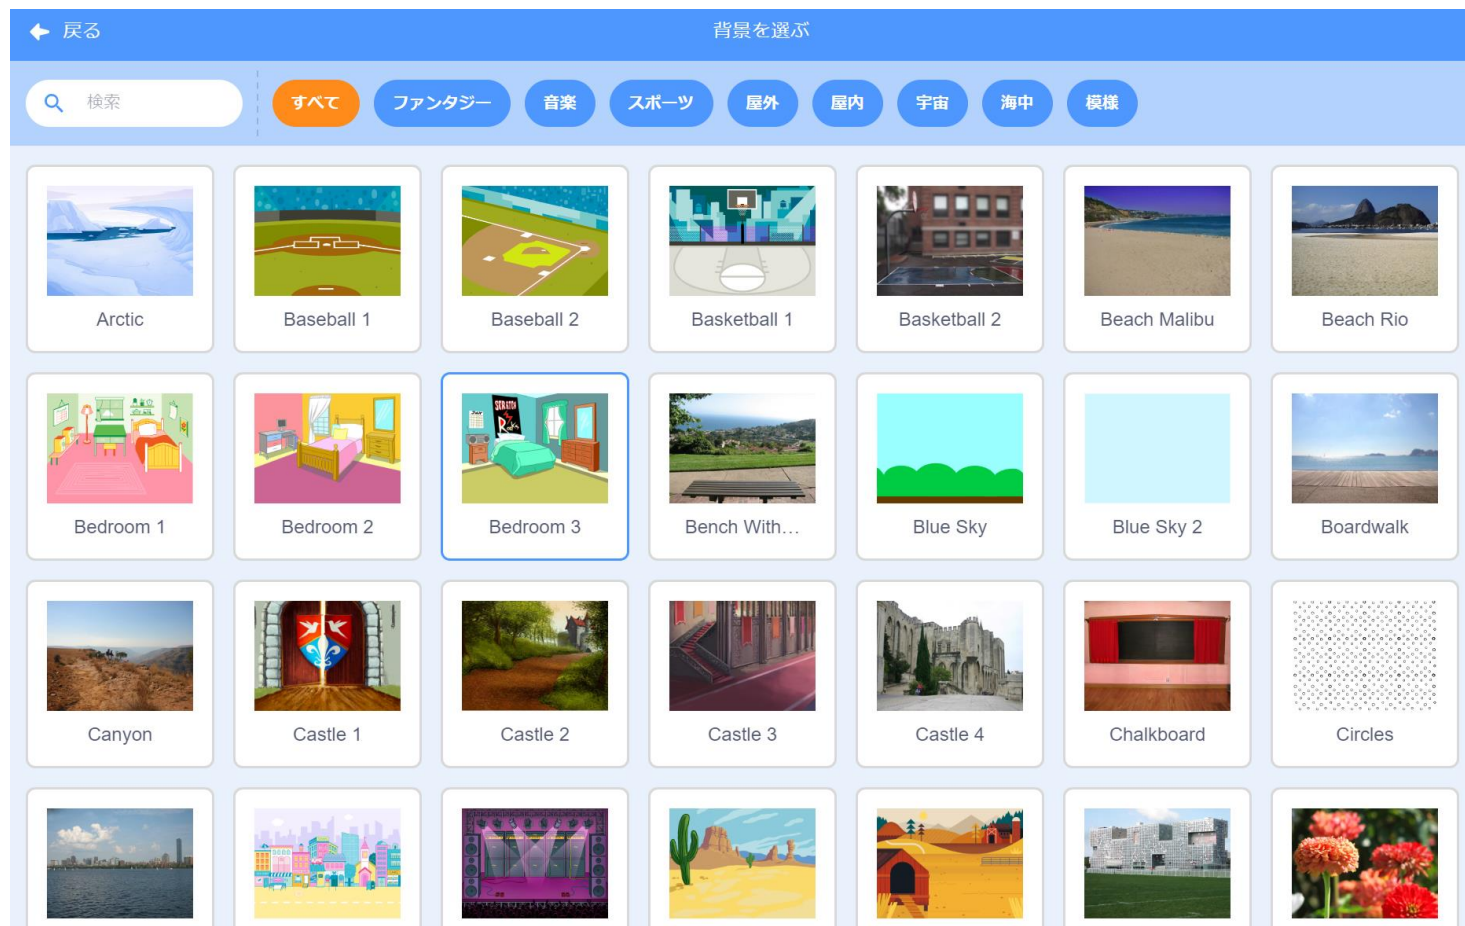 戻る
背景を選ぶ
検索
すべて
ファンタジー
音楽
スポーツ
屋外
屋内
宇宙
海中
模様
Arctic
Baseball 1
Baseball 2
Basketball 1
Basketball 2
Beach Malibu
Beach Rio
SCRATCH
Bedroom 1
Bedroom 2
Bedroom 3
Bench With...
Blue Sky
Blue Sky 2
Boardwalk
Canyon
Castle 1
Castle 2
Castle 3
Castle 4
Chalkboard
Circles